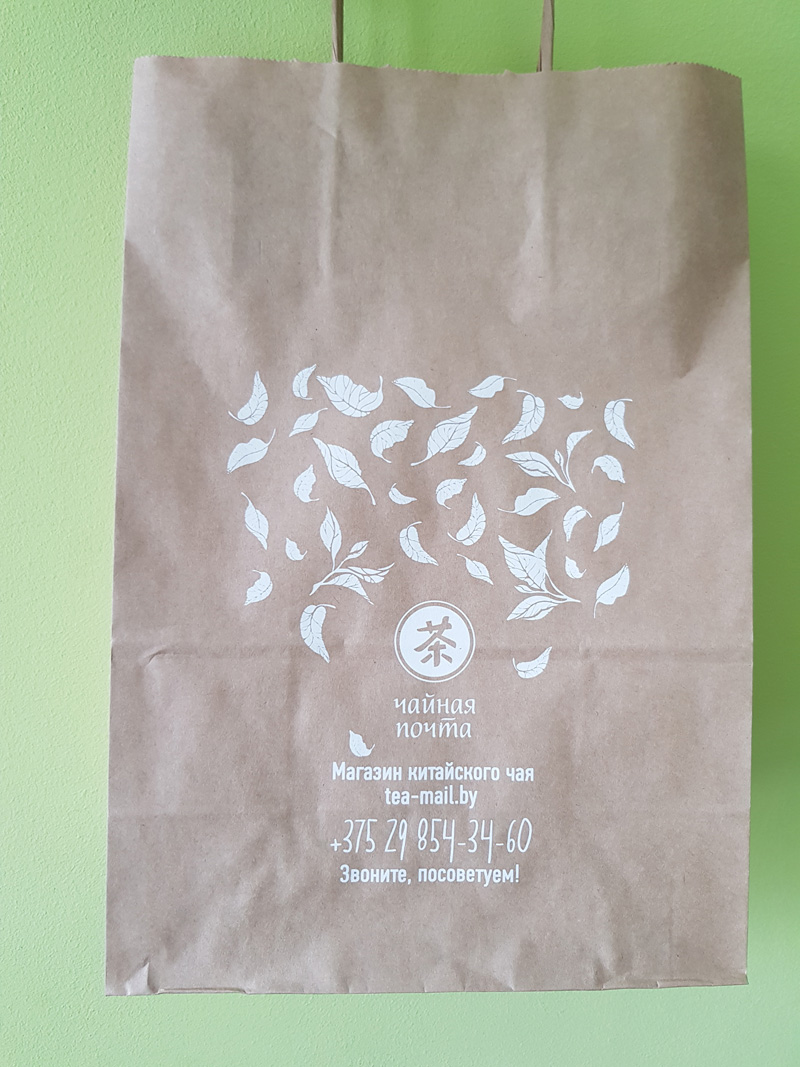 茶
чайная
почта
Магазин китайского чая
tea-mail.by
+375 29 854-34-60
Звоните, посоветуем!